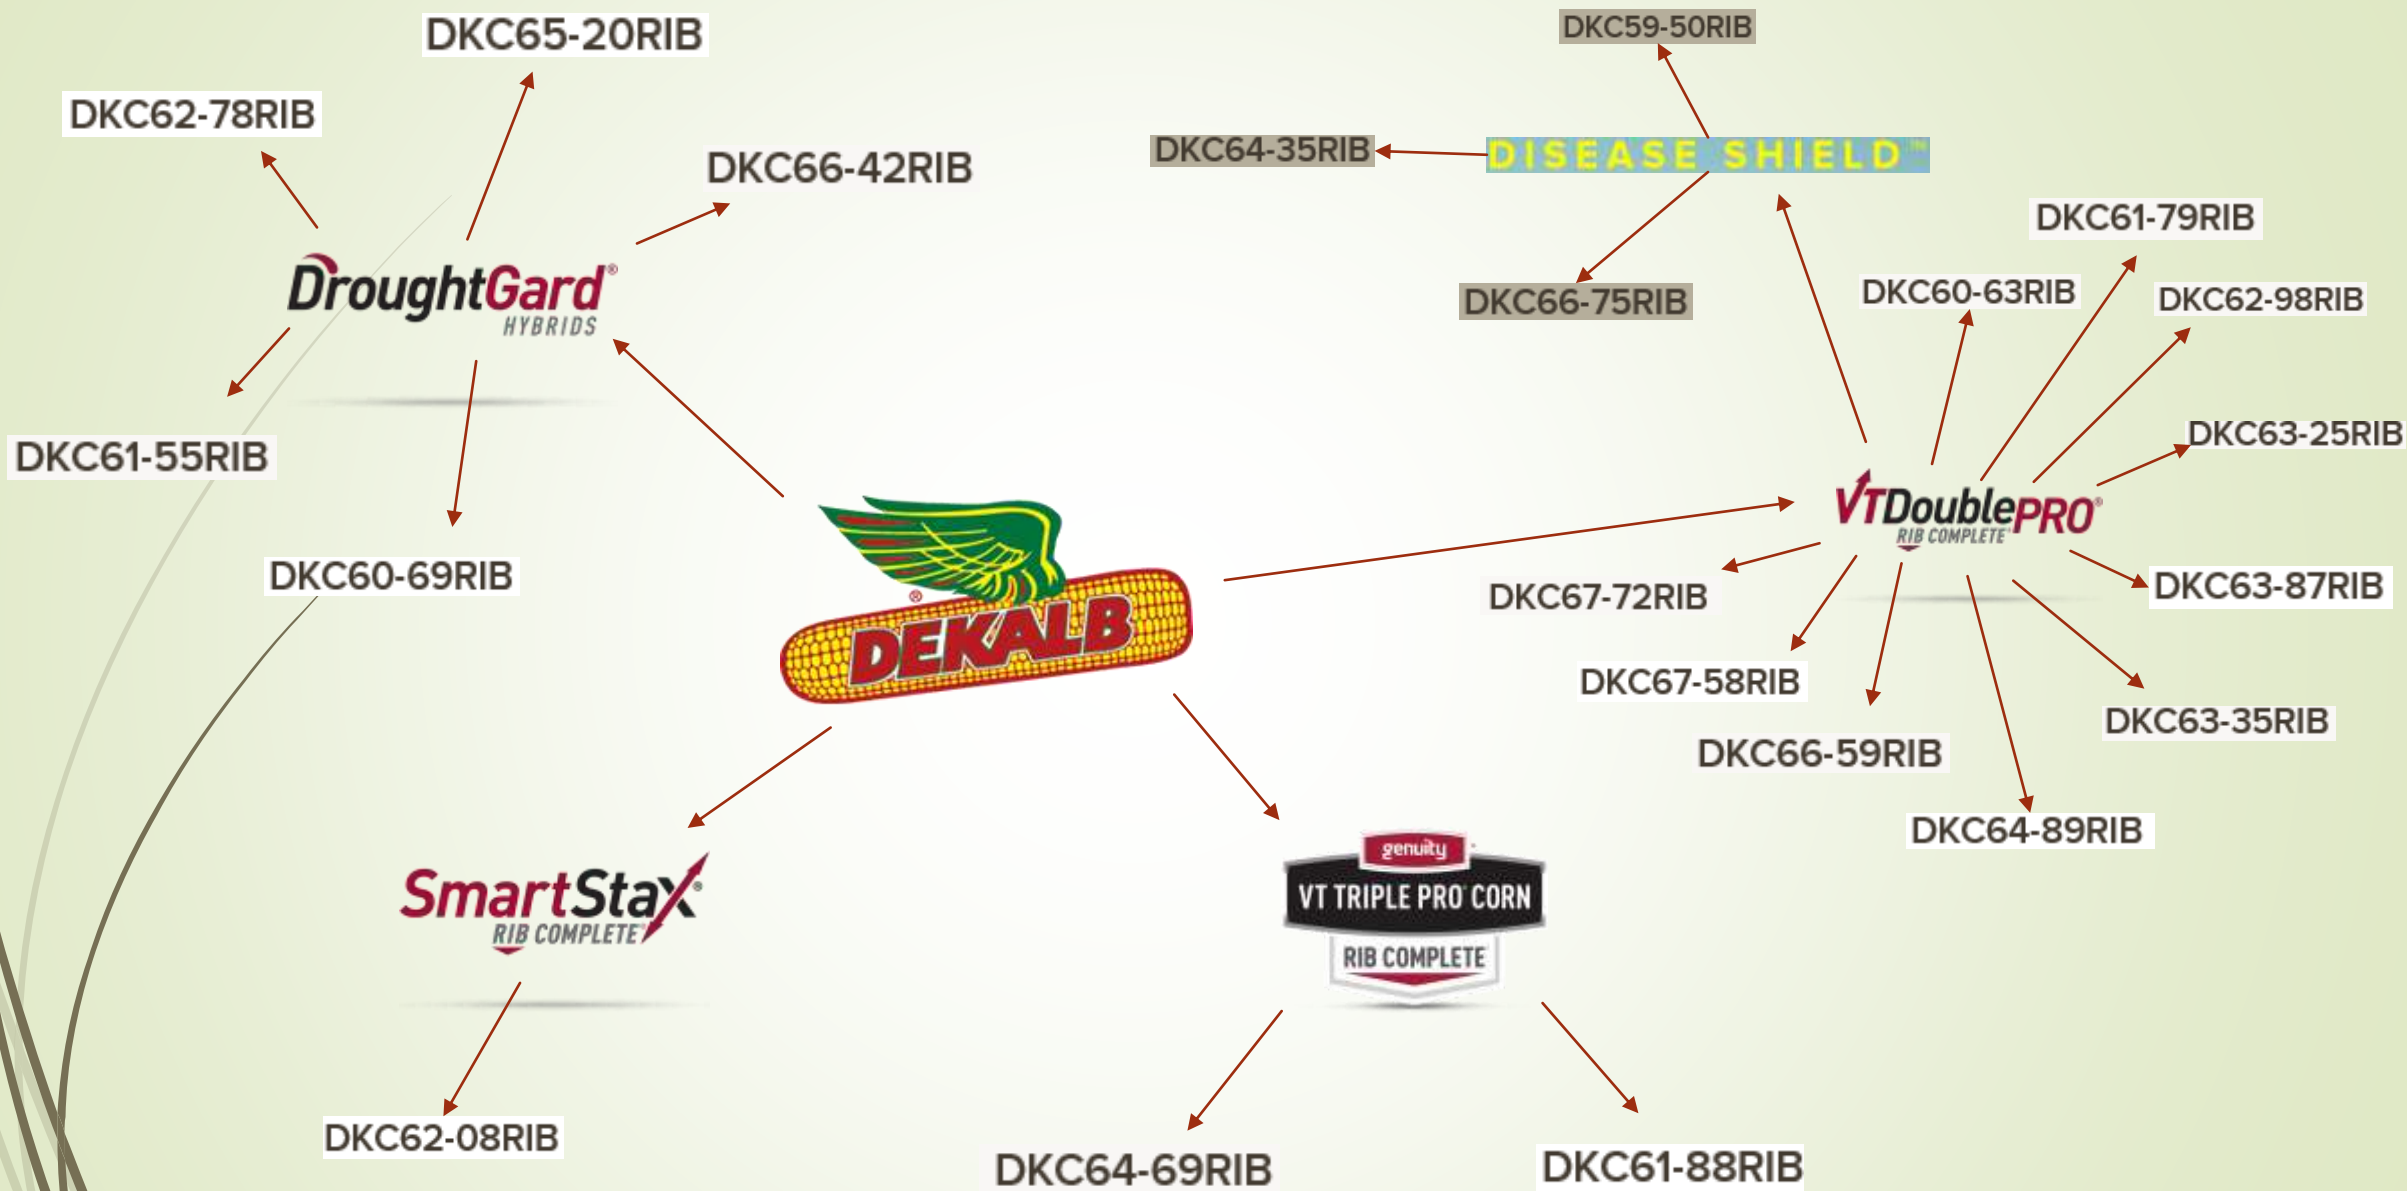 DKC65-20RIB
DKC62-78RIB
DKC66-42RIB
DroughtGard®
HYBRIDS
DKC61-55RIB
DKC60-69RIB
DKC59-50RIB
DKC64-35RIB
DISEASE SHIELD™
DKC66-75RIB
DKC61-79RIB
DKC60-63RIB
DKC62-98RIB
DKC63-25RIB
VTDoublePRO®
RIB COMPLETE
DKC67-72RIB
DKC63-87RIB
DKC67-58RIB
DKC63-35RIB
DKC66-59RIB
DKC64-89RIB
® DEKALB
SmartStax®
RIB COMPLETE
DKC62-08RIB
genuity
VT TRIPLE PRO CORN
RIB COMPLETE
DKC64-69RIB
DKC61-88RIB